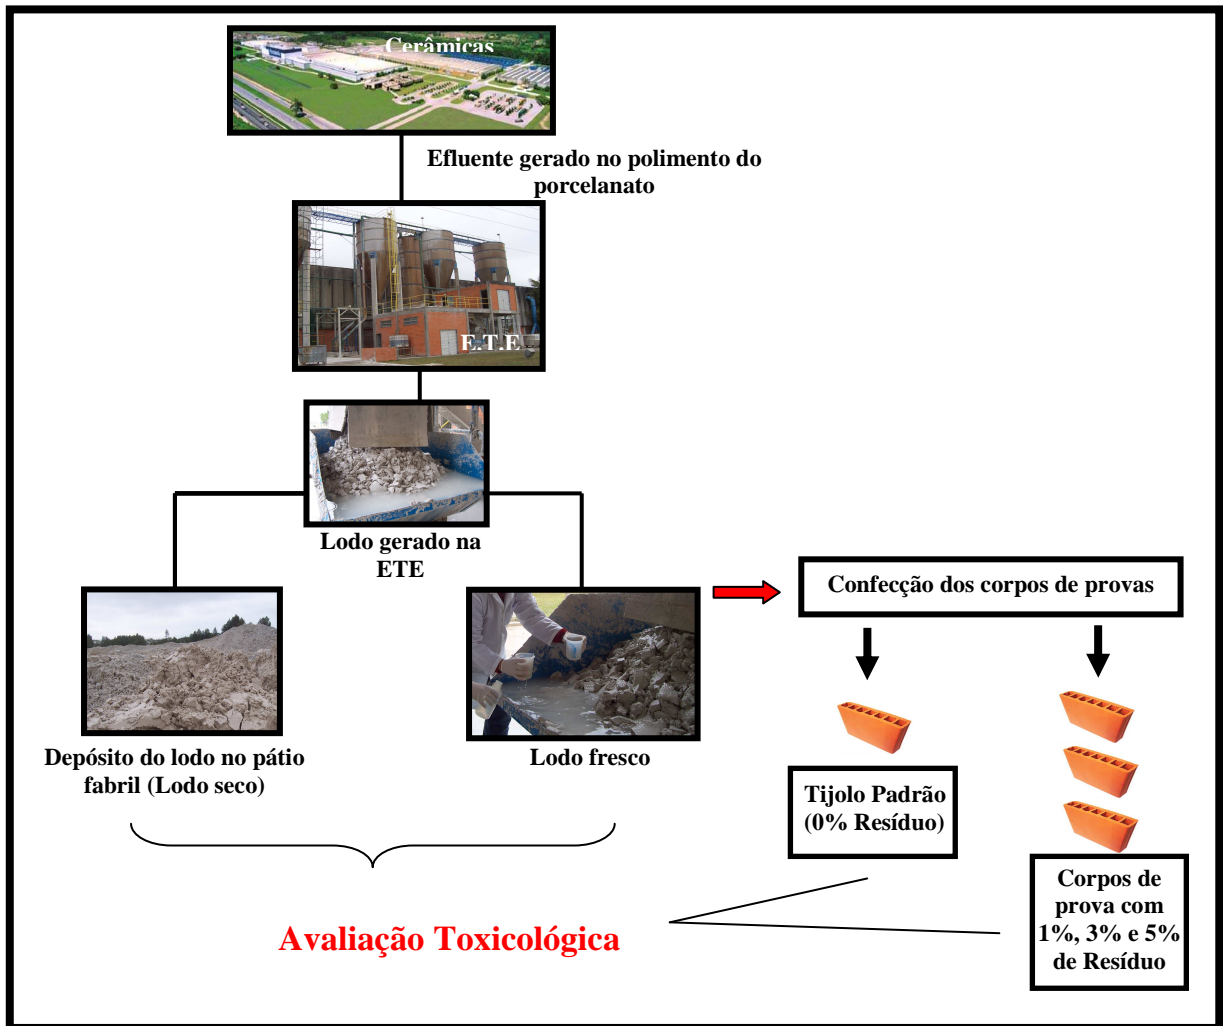 Cerâmicas
Efluente gerado no polimento do
porcelanato
E.T.E
Lodo gerado na
ETE
Confecção dos corpos de provas
Depósito do lodo no pátio
fabril (Lodo seco)
Lodo fresco
Tijolo Padrão
(0% Resíduo)
Corpos de
prova com
1%, 3% e 5%
de Resíduo
Avaliação Toxicológica